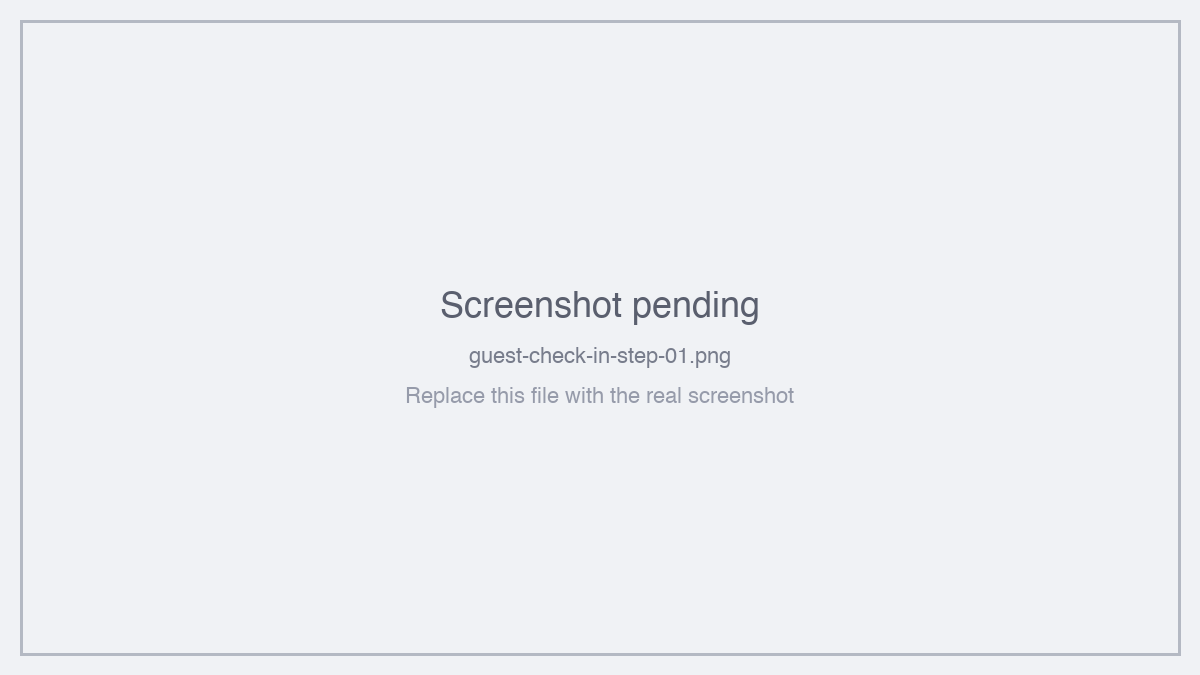 Screenshot pending
guest-check-in-step-01.png
Replace this file with the real screenshot